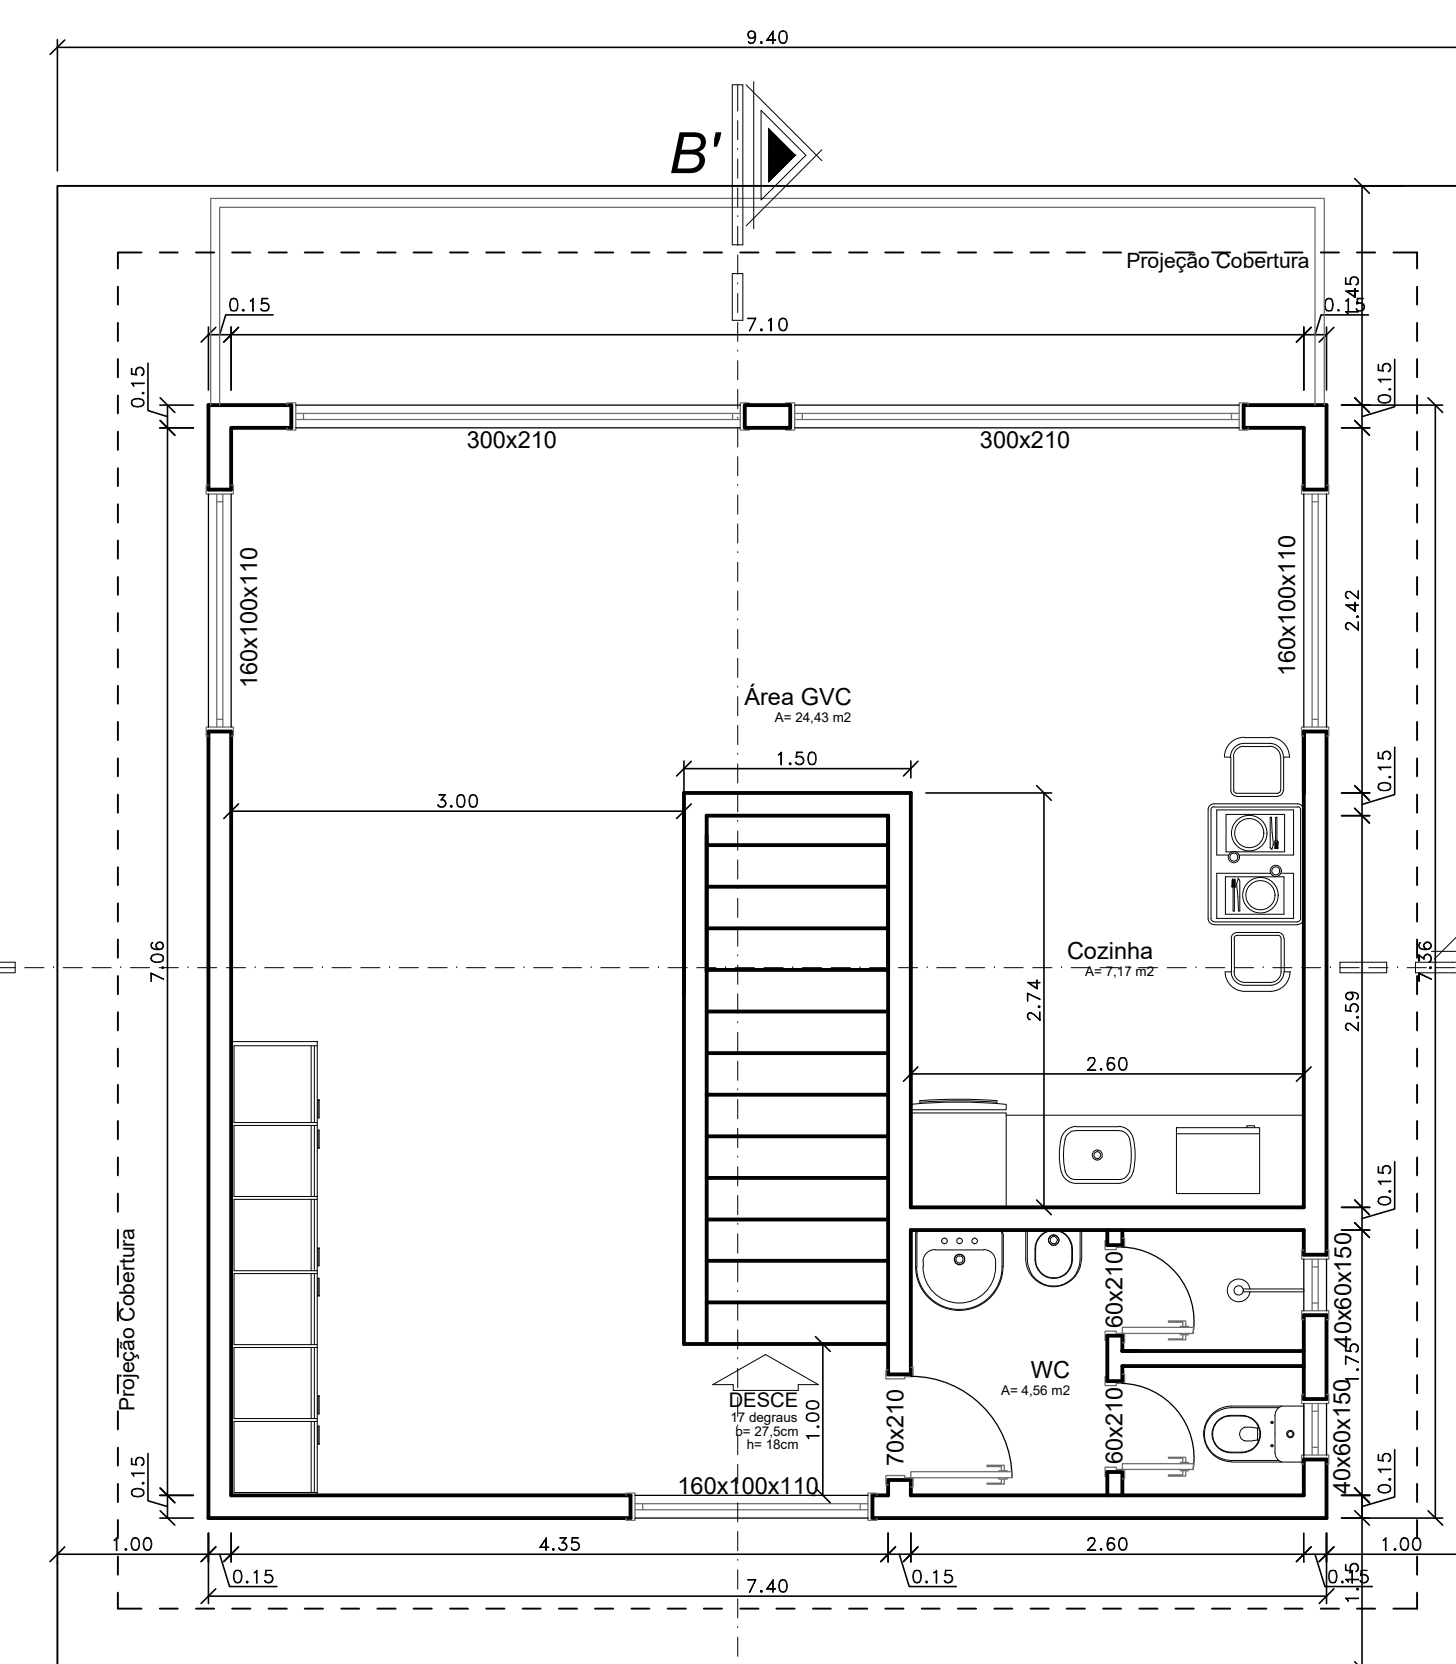 9.40
B'
Projeção Cobertura
1.45
0.15
0.15
7.10
0.15
0.15
300x210
300x210
160x100x110
160x100x110
2.42
Área GVC
A= 24,43 m2
1.50
0.15
3.00
7.06
Cozinha
A= 7,17 m2
7.36
2.74
2.59
2.60
0.15
Projeção Cobertura
60x210
40x60x150
WC
A= 4,56 m2
1.75
DESCE
17 degraus
b= 27,5cm
h= 18cm
1.00
70x210
60x210
40x60x150
0.15
0.15
160x100x110
1.00
4.35
2.60
1.00
0.15
0.15
0.15
7.40
1.15